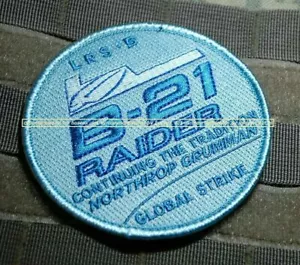 LRS-B
B-21
RAIDER
CONTINUING THE TRADITION
NORTHROP GRUMMAN
GLOBAL STRIKE